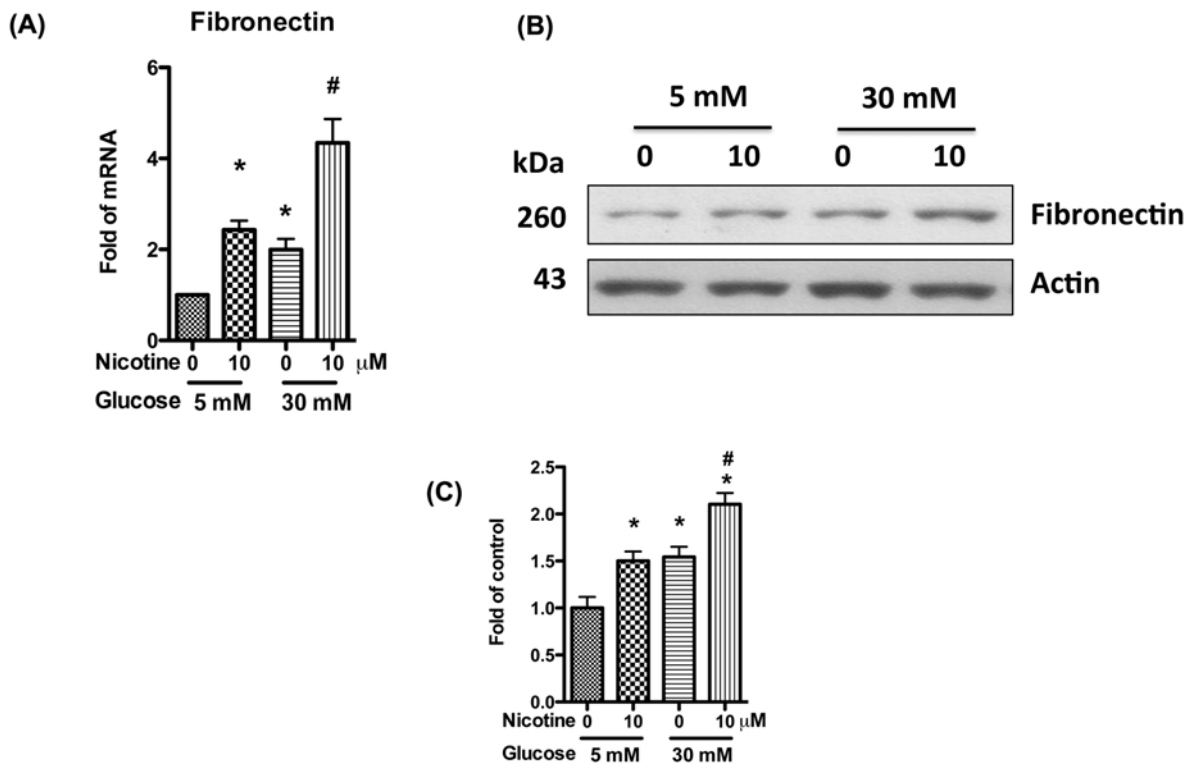 (A)
Fibronectin
Fold of mRNA
6
4
2
0
*
*
#
Nicotine 0 10 0 10 μM
Glucose 5 mM 30 mM
(B)
5 mM 30 mM
kDa 0 10 0 10
260 Fibronectin
43 Actin
(C)
Fold of control
2.5
2.0
1.5
1.0
0.5
0.0
*
*
#
*
Nicotine 0 10 0 10 μM
Glucose 5 mM 30 mM